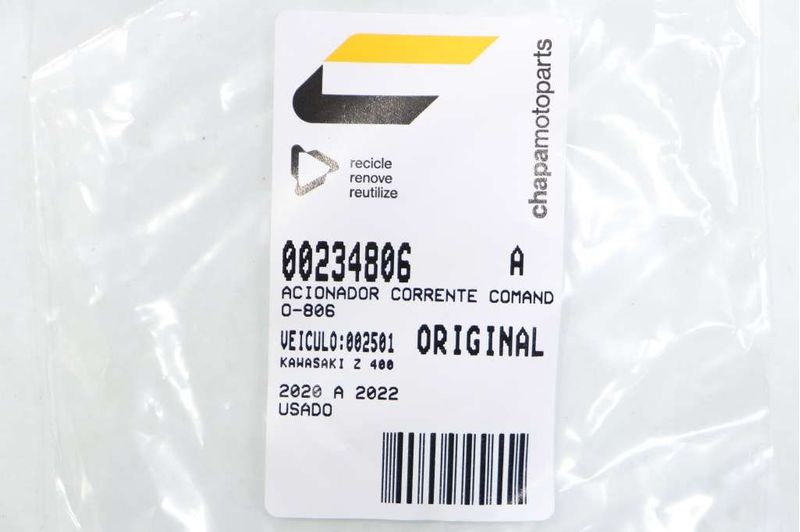 chapamotoparts
recicle
renove
reutilize
00234806 A
ACIONADOR CORRENTE COMAND
O-806
VEICULO:002501 ORIGINAL
KAWASAKI Z 400
2020 A 2022
USADO